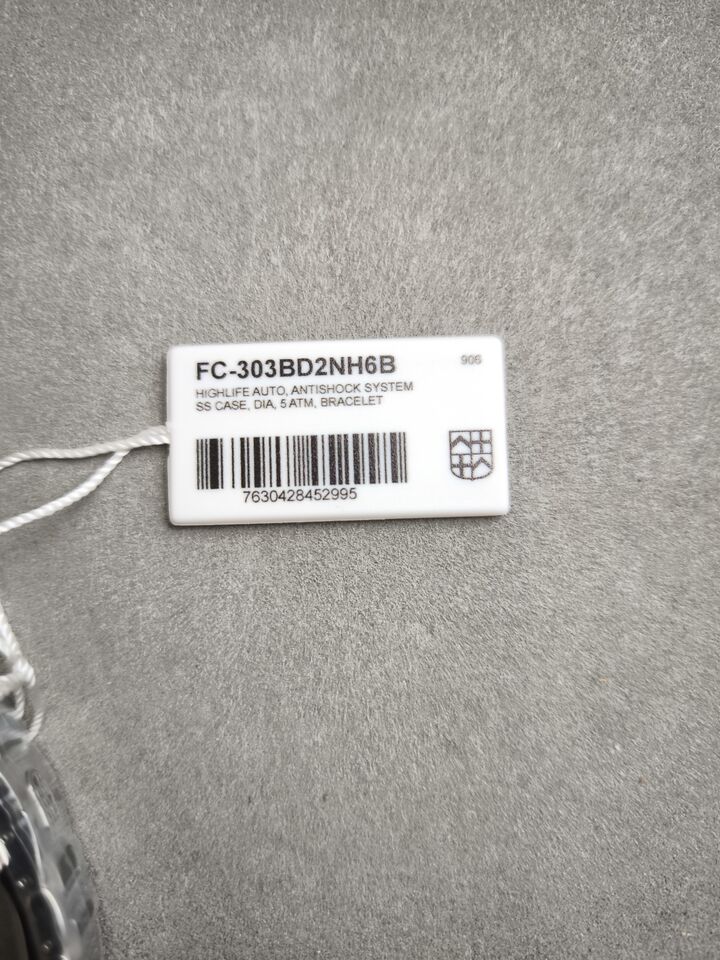 FC-303BD2NH6B
906
HIGHLIFE AUTO, ANTISHOCK SYSTEM
SS CASE, DIA, 5 ATM, BRACELET
7630428452995